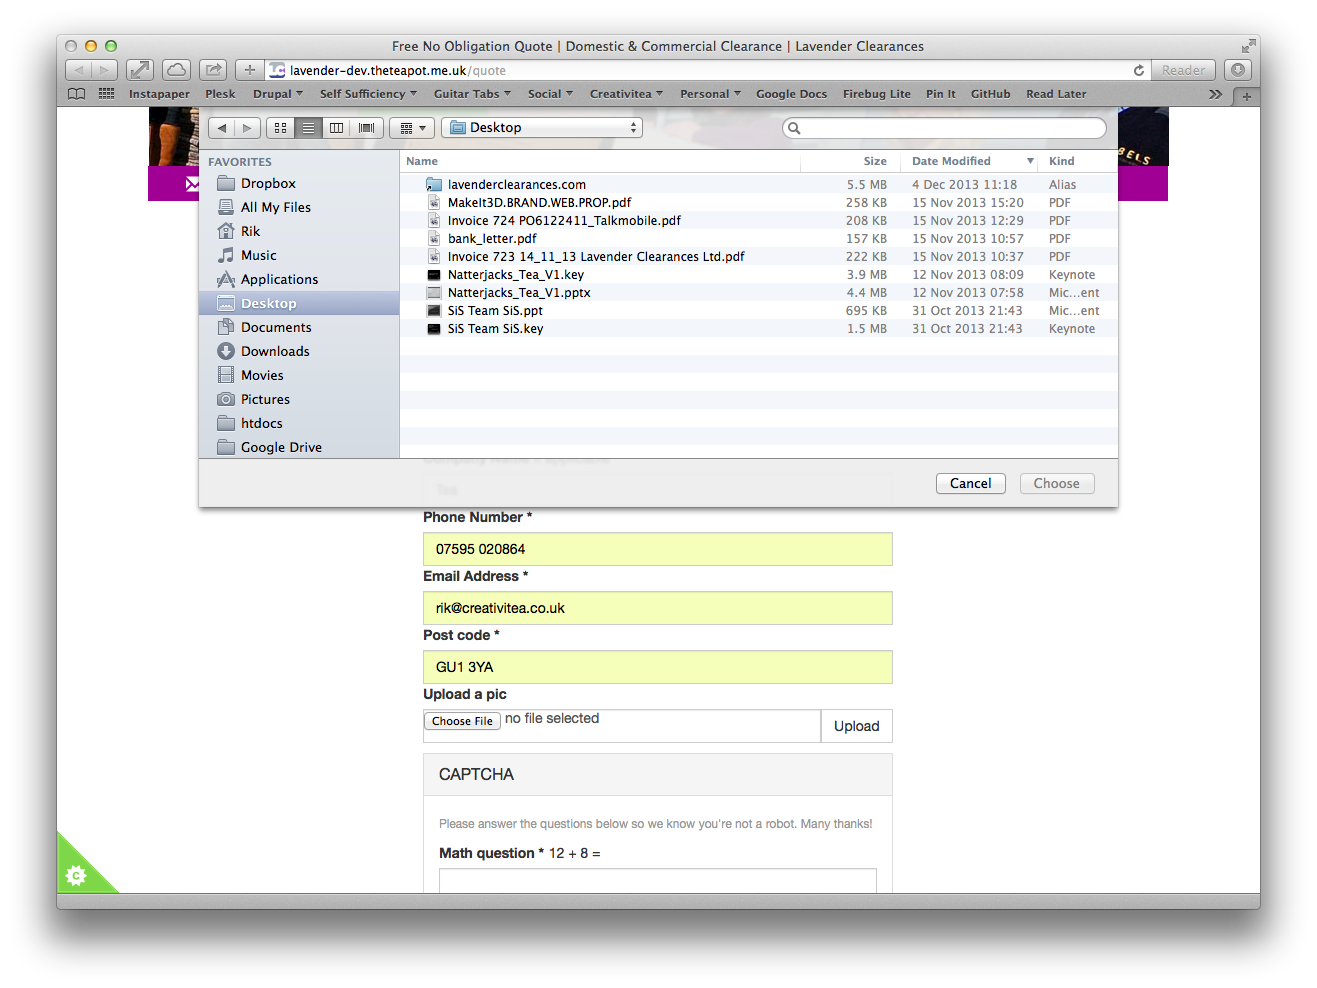 Free No Obligation Quote | Domestic & Commercial Clearance | Lavender Clearances
lavender-dev.theteapot.me.uk/quote
Reader
Instapaper Plesk Drupal Self Sufficiency Guitar Tabs Social Creativitea Personal Google Docs Firebug Lite Pin It GitHub Read Later
Desktop
BELS
FAVORITES
Dropbox
All My Files
Rik
Music
Applications
Desktop
Documents
Downloads
Movies
Pictures
htdocs
Google Drive
Name Size Date Modified Kind
lavenderclearances.com 5.5 MB 4 Dec 2013 11:18 Alias
MakeIt3D.BRAND.WEB.PROP.pdf 258 KB 15 Nov 2013 15:20 PDF
Invoice 724 PO6122411_Talkmobile.pdf 208 KB 15 Nov 2013 12:29 PDF
bank_letter.pdf 157 KB 15 Nov 2013 10:57 PDF
Invoice 723 14_11_13 Lavender Clearances Ltd.pdf 222 KB 15 Nov 2013 10:37 PDF
Natterjacks_Tea_V1.key 3.9 MB 12 Nov 2013 08:09 Keynote
Natterjacks_Tea_V1.pptx 4.4 MB 12 Nov 2013 07:58 Mic...ent
SiS Team SiS.ppt 695 KB 31 Oct 2013 21:43 Mic...ent
SiS Team SiS.key 1.5 MB 31 Oct 2013 21:43 Keynote
Cancel Choose
Phone Number *
07595 020864
Email Address *
rik@creativitea.co.uk
Post code *
GU1 3YA
Upload a pic
Choose File no file selected Upload
CAPTCHA
Please answer the questions below so we know you're not a robot. Many thanks!
Math question * 12 + 8 =